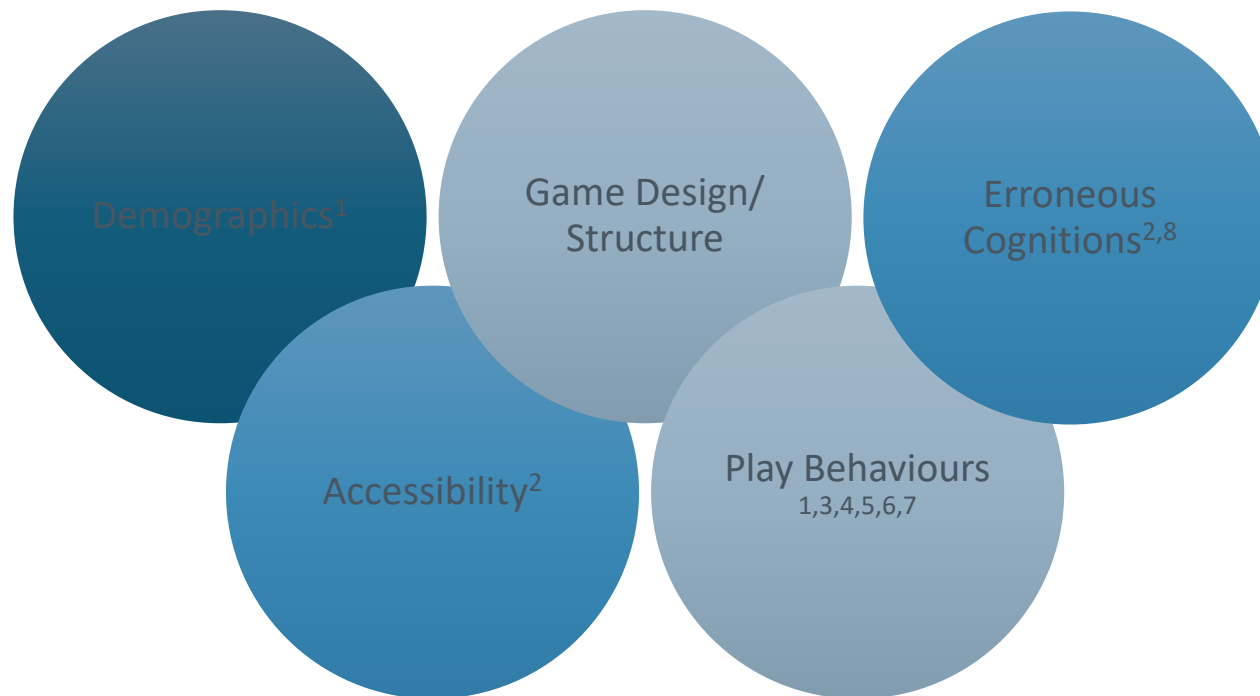 Demographics¹
Game Design/
Structure
Erroneous
Cognitions²,⁸
Accessibility²
Play Behaviours
1,3,4,5,6,7